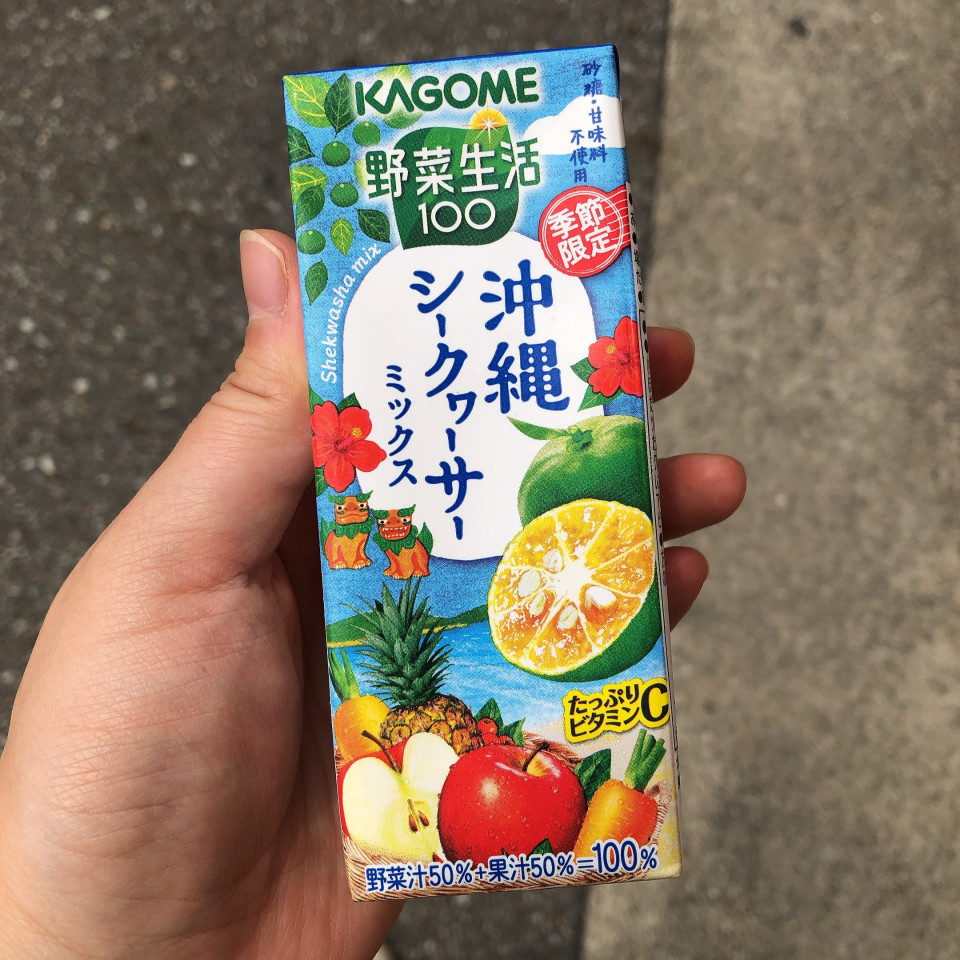 KAGOME
野菜生活
100
砂糖・甘味料
不使用
季節
限定
Shekwasha mix
沖縄
シークヮーサー
ミックス
たっぷり
ビタミンC
野菜汁50%+果汁50%=100%